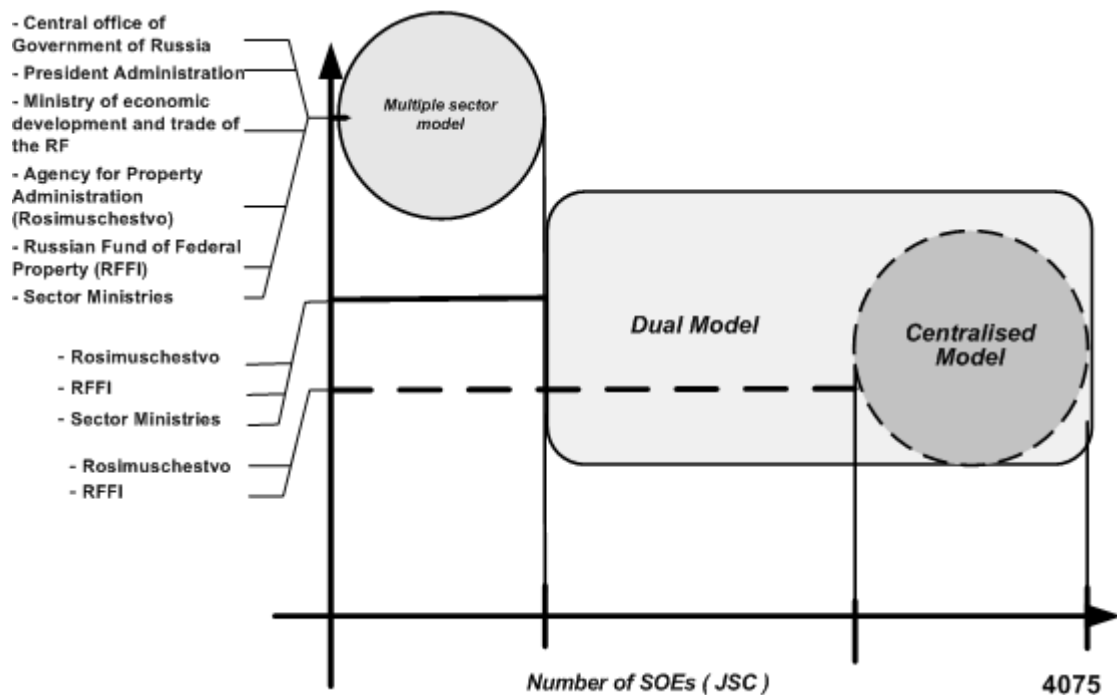 - Central office of
Government of Russia
- President Administration
- Ministry of economic
development and trade of
the RF
- Agency for Property
Administration
(Rosimuschestvo)
- Russian Fund of Federal
Property (RFFI)
- Sector Ministries
- Rosimuschestvo
- RFFI
- Sector Ministries
- Rosimuschestvo
- RFFI
Multiple sector
model
Dual Model
Centralised
Model
Number of SOEs ( JSC )
4075